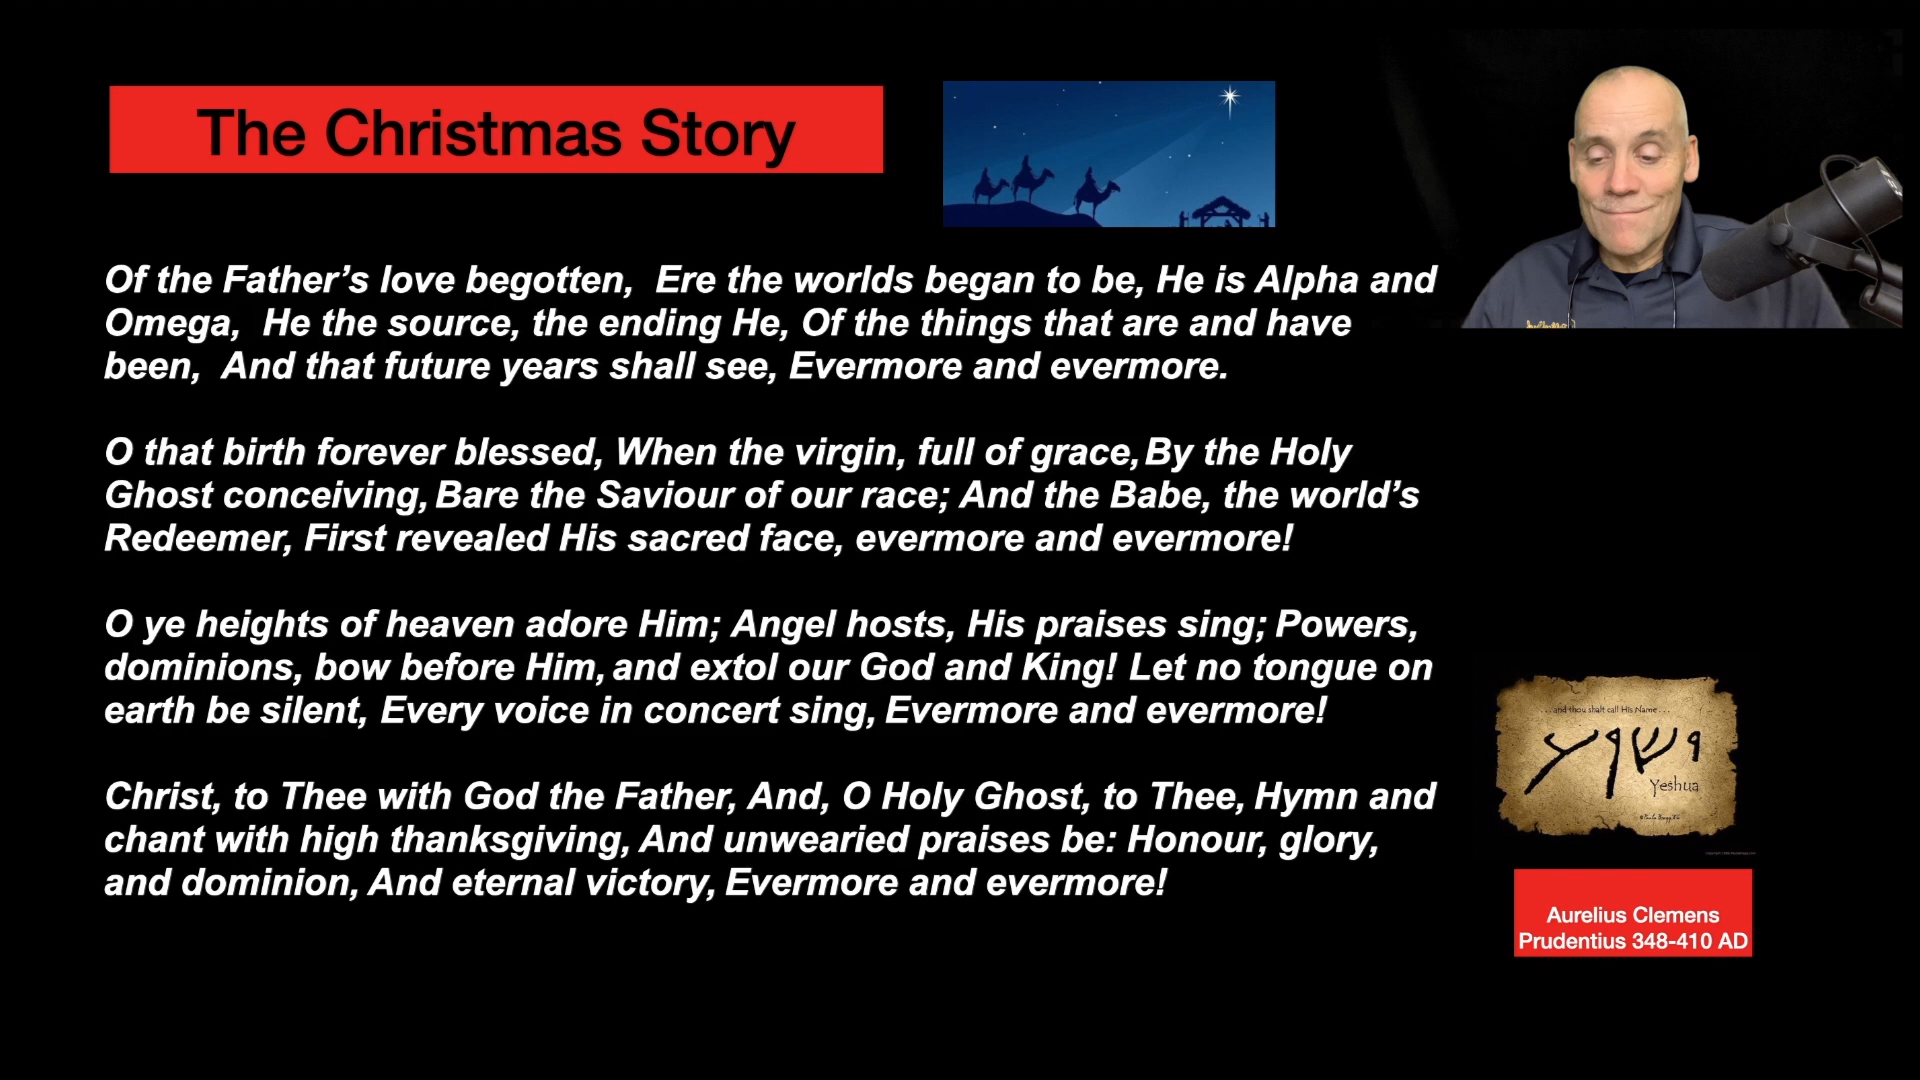 The Christmas Story
Of the Father’s love begotten,  Ere the worlds began to be, He is Alpha and
Omega,  He the source, the ending He, Of the things that are and have
been,  And that future years shall see, Evermore and evermore.
O that birth forever blessed, When the virgin, full of grace, By the Holy
Ghost conceiving, Bare the Saviour of our race; And the Babe, the world’s
Redeemer, First revealed His sacred face, evermore and evermore!
O ye heights of heaven adore Him; Angel hosts, His praises sing; Powers,
dominions, bow before Him, and extol our God and King! Let no tongue on
earth be silent, Every voice in concert sing, Evermore and evermore!
Christ, to Thee with God the Father, And, O Holy Ghost, to Thee, Hymn and
chant with high thanksgiving, And unwearied praises be: Honour, glory,
and dominion, And eternal victory, Evermore and evermore!
. . . and thou shalt call His Name . . .
ישוע
Yeshua
Aurelius Clemens
Prudentius 348-410 AD